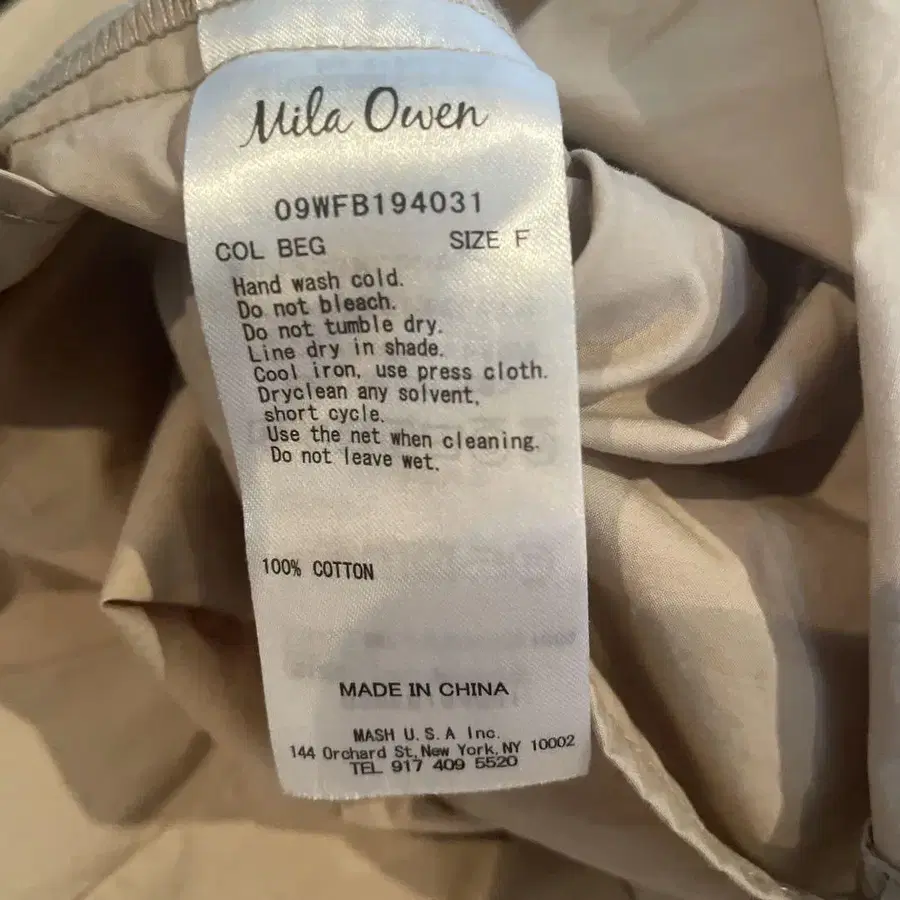 Mila Owen
09WFB194031
COL BEG SIZE F
Hand wash cold.
Do not bleach.
Do not tumble dry.
Line dry in shade.
Cool iron, use press cloth.
Dryclean any solvent,
short cycle.
Use the net when cleaning.
Do not leave wet.
100% COTTON
MADE IN CHINA
MASH U.S.A Inc.
144 Orchard St, New York, NY 10002
TEL 917 409 5520